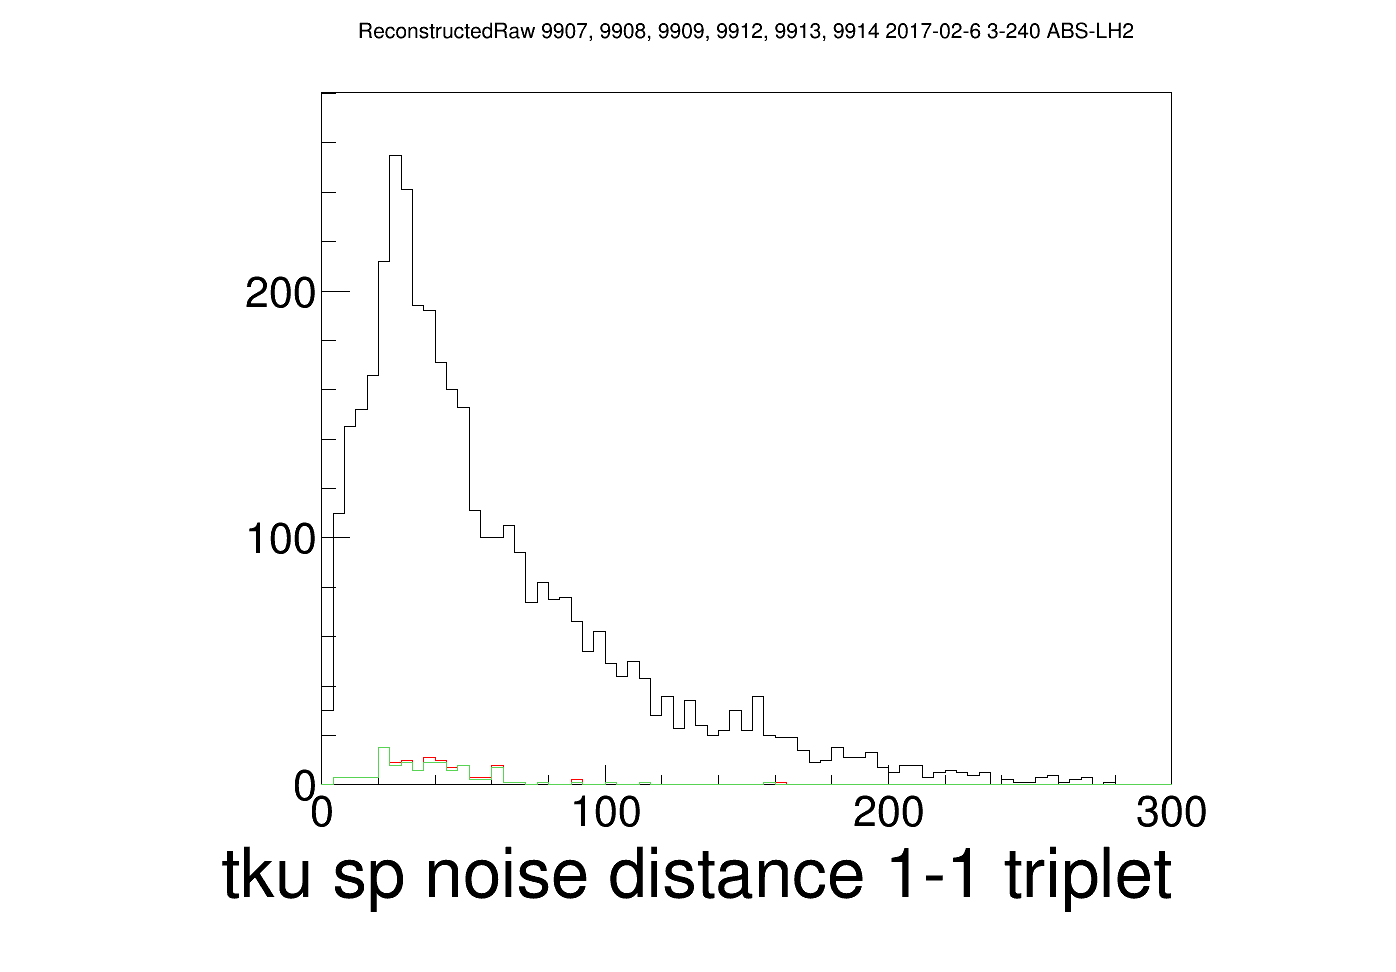 ReconstructedRaw 9907, 9908, 9909, 9912, 9913, 9914 2017-02-6 3-240 ABS-LH2
200
100
0
0 100 200 300
tku sp noise distance 1-1 triplet